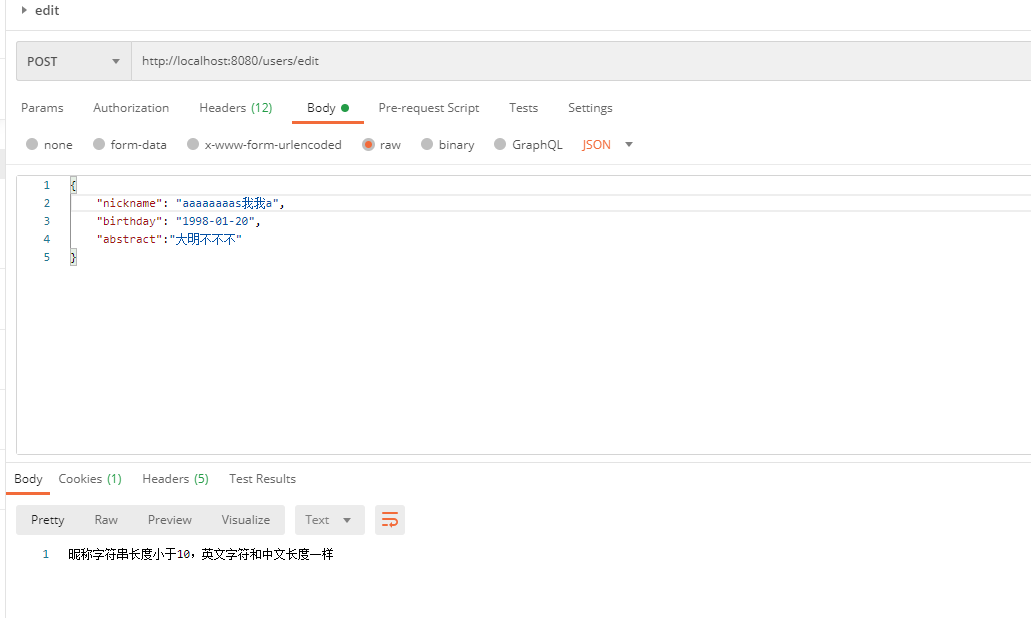 edit
POST http://localhost:8080/users/edit
Params Authorization Headers (12) Body Pre-request Script Tests Settings
none form-data x-www-form-urlencoded raw binary GraphQL JSON
1 {
2 "nickname": "aaaaaaaas我我a",
3 "birthday": "1998-01-20",
4 "abstract":"大明不不不"
5 }
Body Cookies (1) Headers (5) Test Results
Pretty Raw Preview Visualize Text
1 昵称字符串长度小于10，英文字符和中文长度一样